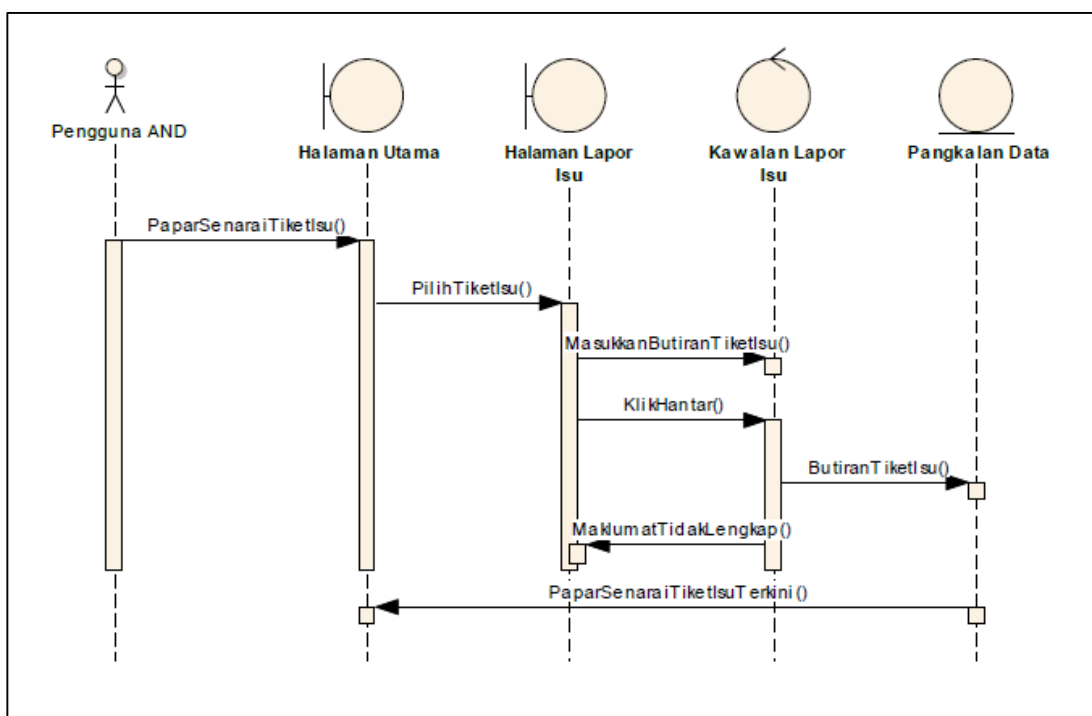 Pengguna AND
Halaman Utama
Halaman Lapor
Isu
Kawalan Lapor
Isu
Pangkalan Data
PaparSenaraiTiketIsu()
PilihTiketIsu()
MasukkanButiranTiketIsu()
KlikHantar()
ButiranTiketIsu()
MaklumatTidakLengkap()
PaparSenaraiTiketIsuTerkini()